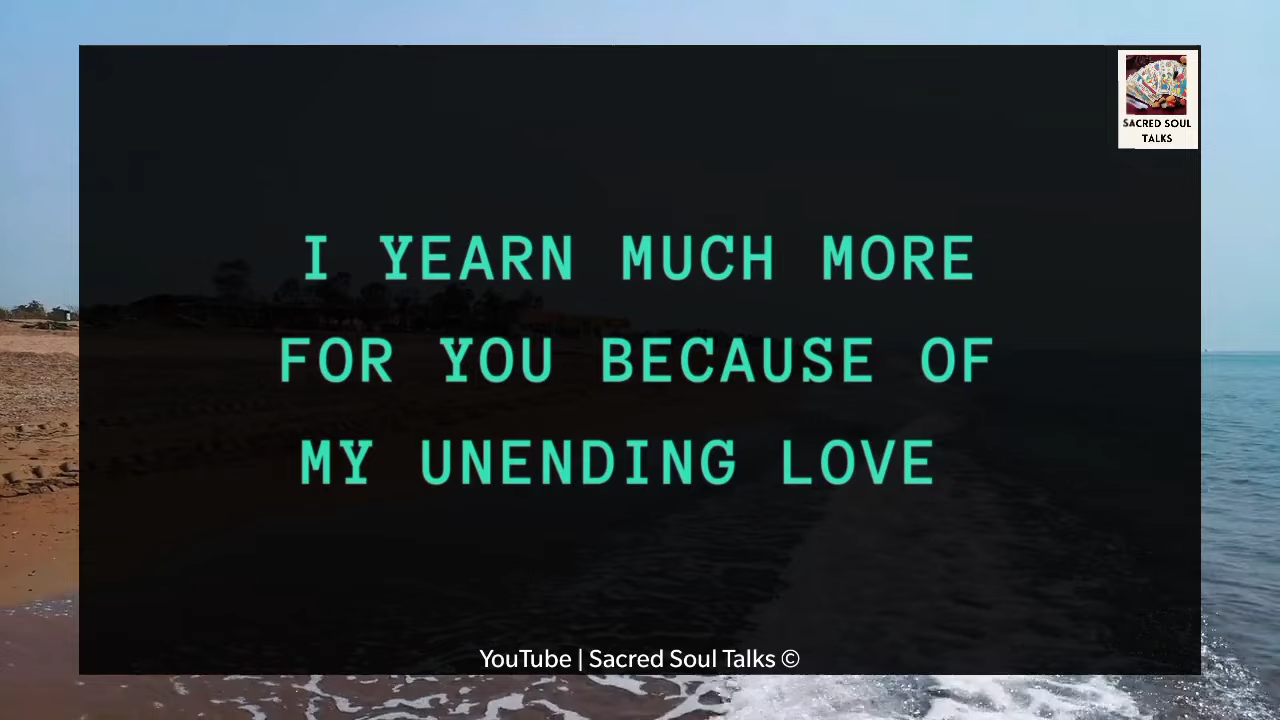 SACRED SOUL
TALKS
I YEARN MUCH MORE
FOR YOU BECAUSE OF
MY UNENDING LOVE
YouTube | Sacred Soul Talks ©